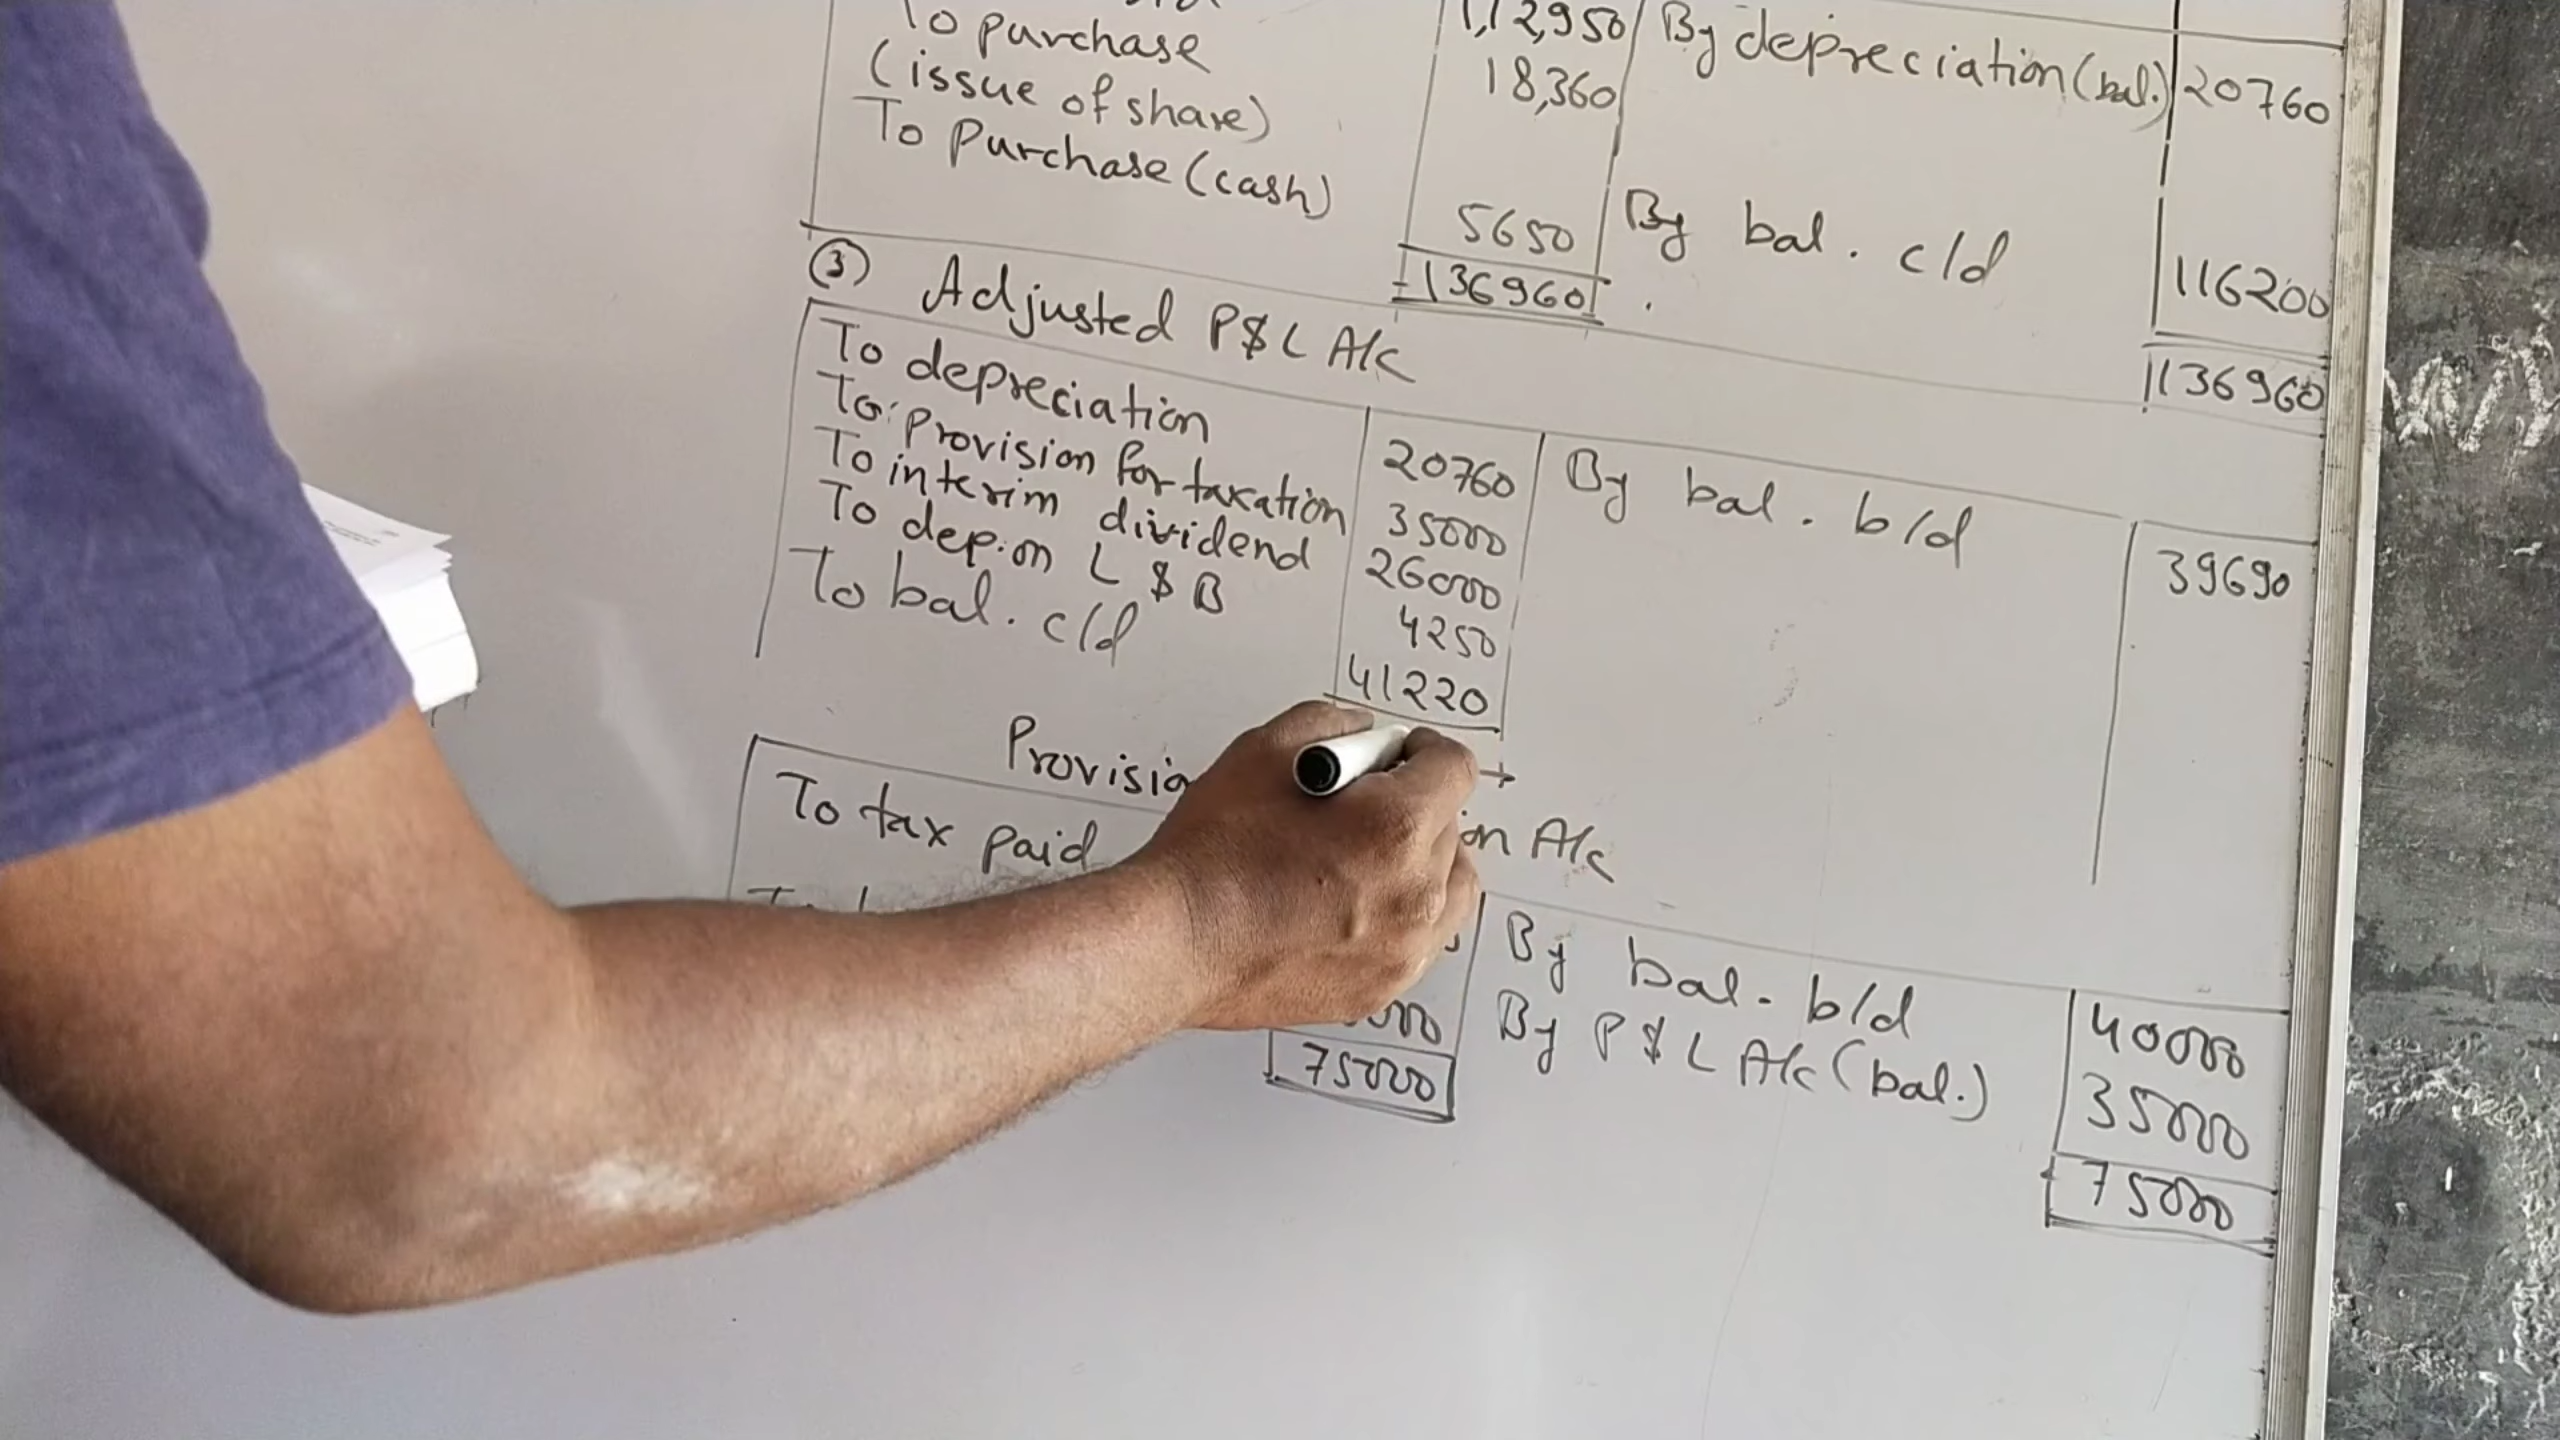 To purchase 1,12,950 By depreciation (bal.) 20760
(issue of share) 18,360
To Purchase (cash) 5650 By bal. c/d 116200
136960 136960
③ Adjusted P$L A/c
To depreciation 20760 By bal. b/d 39690
To provision for taxation 35000
To interim dividend 26000
To dep. on L $ B 4250
To bal. c/d 41220
on A/c
To tax paid By bal. b/d 40000
By P$L A/c (bal.) 35000
75000 75000